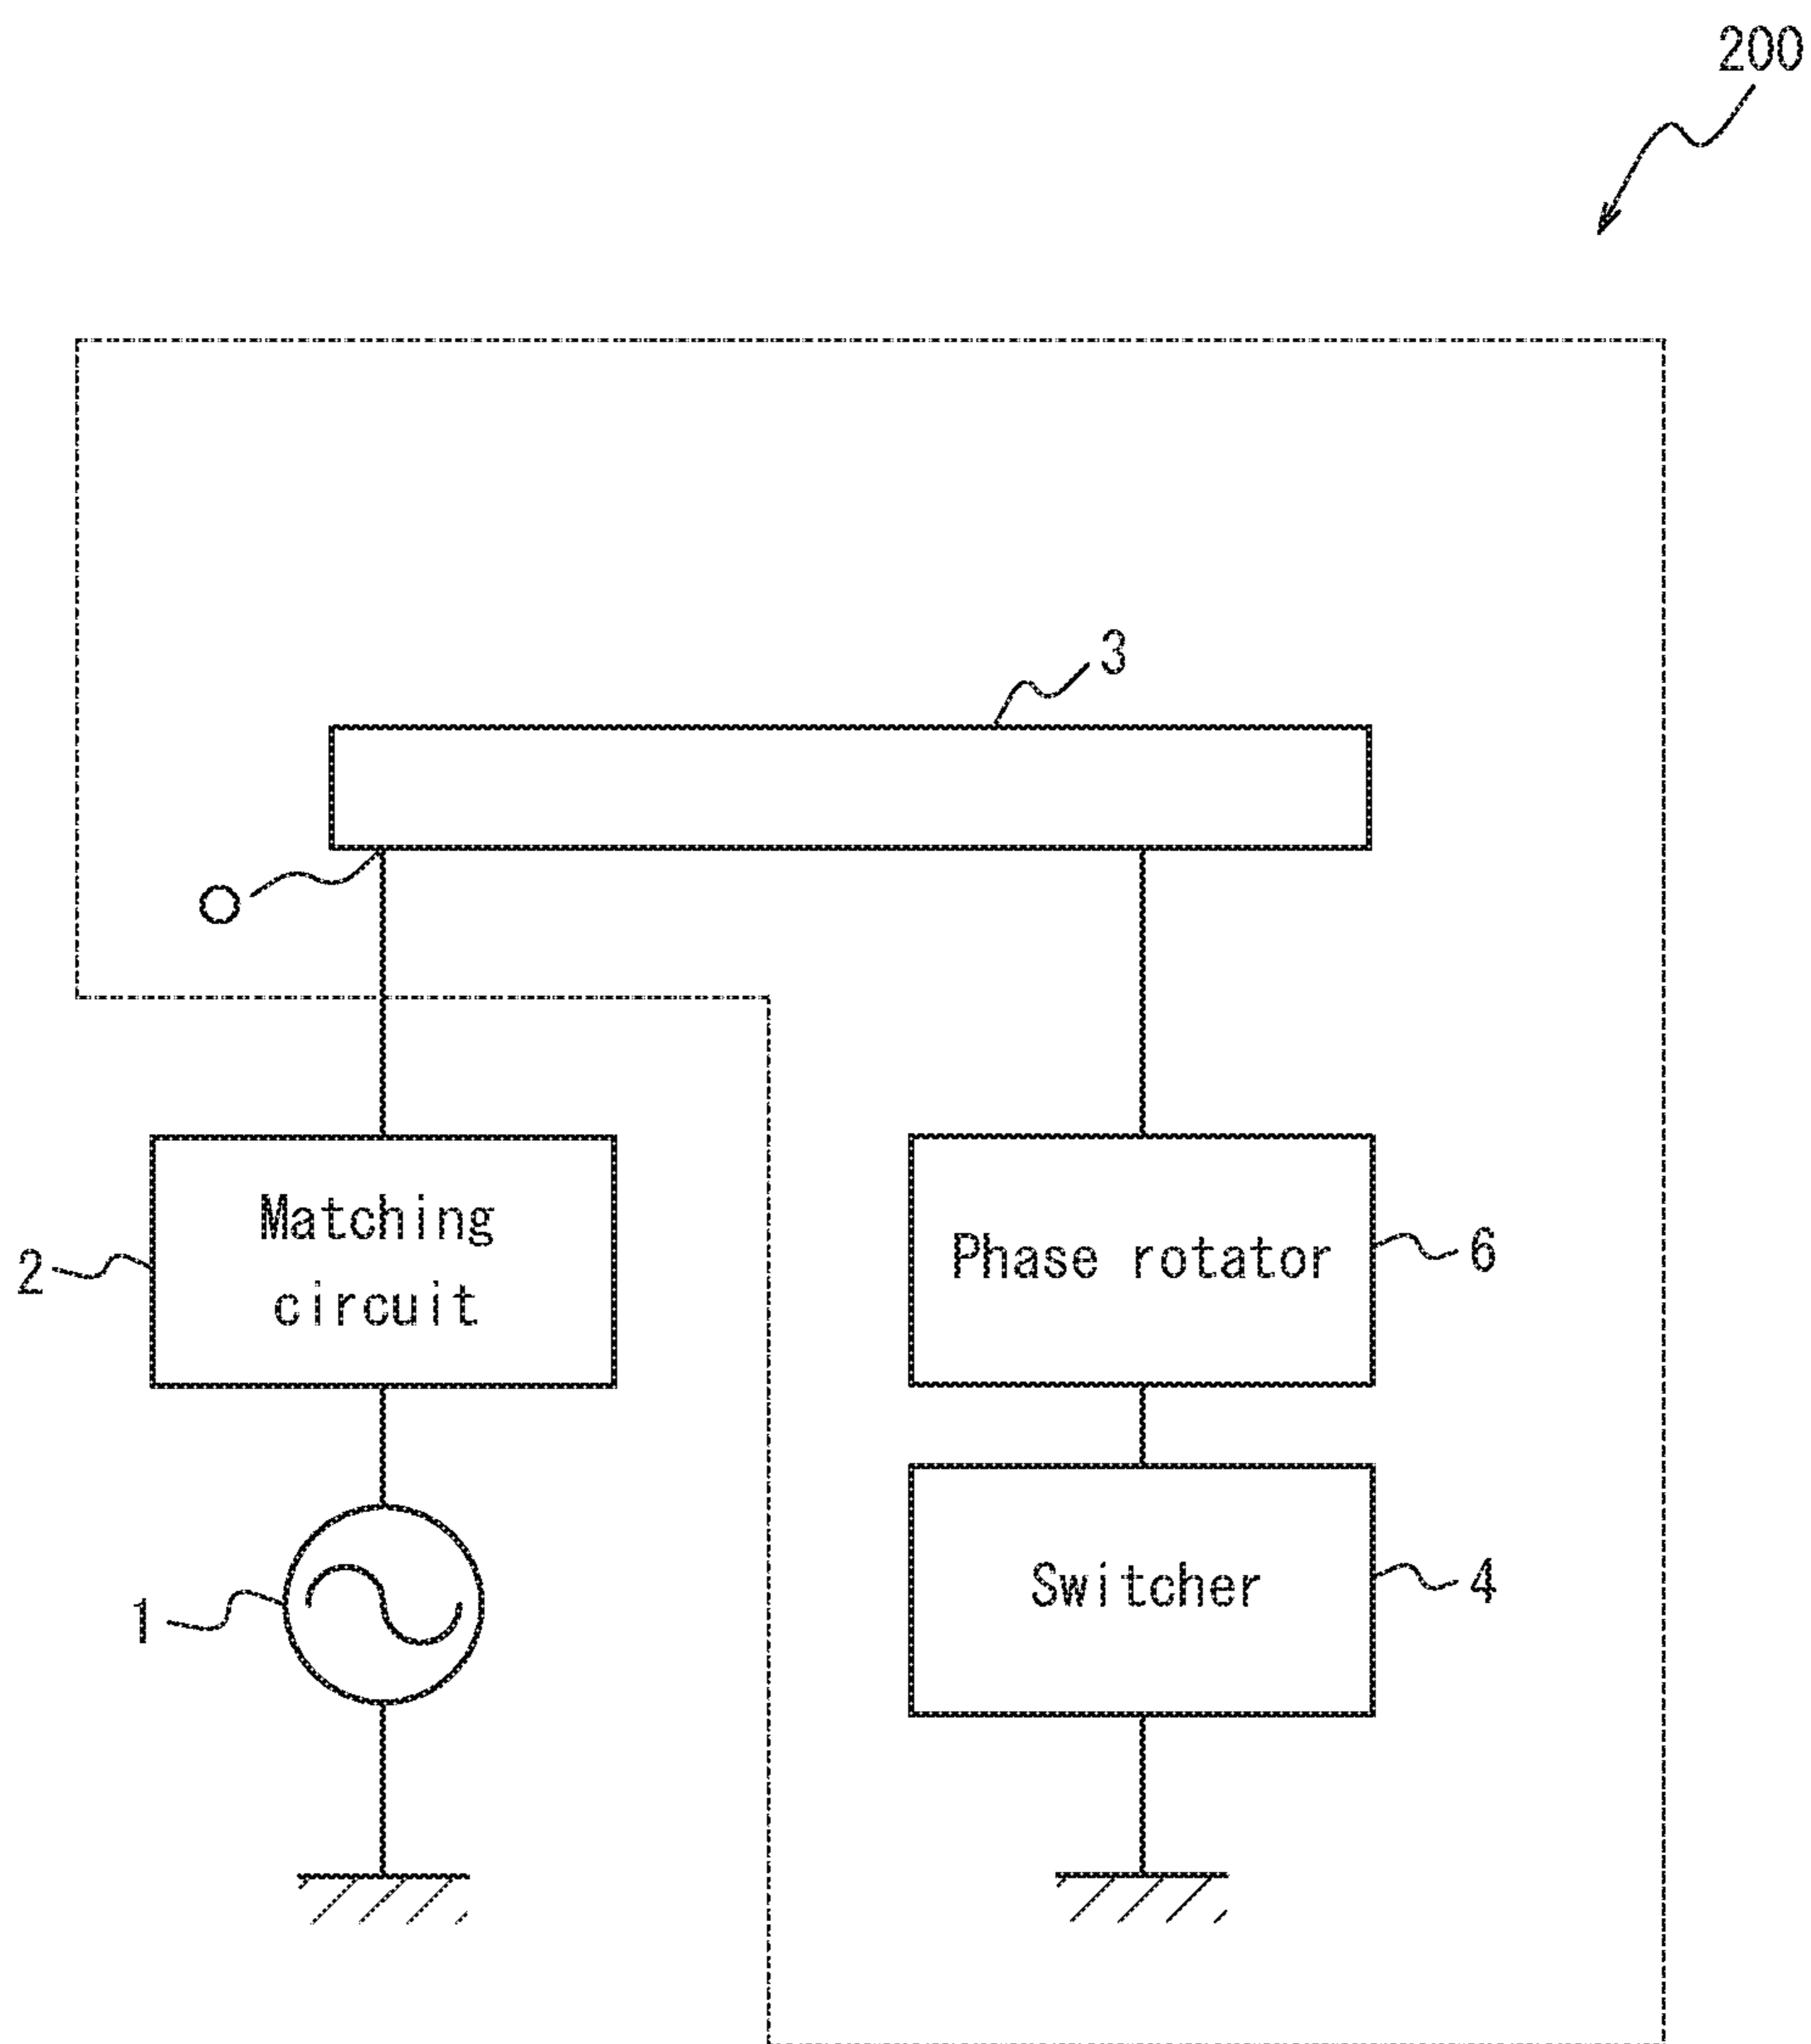 200
3
O
Matching
circuit
2
Phase rotator
6
1
Switcher
4